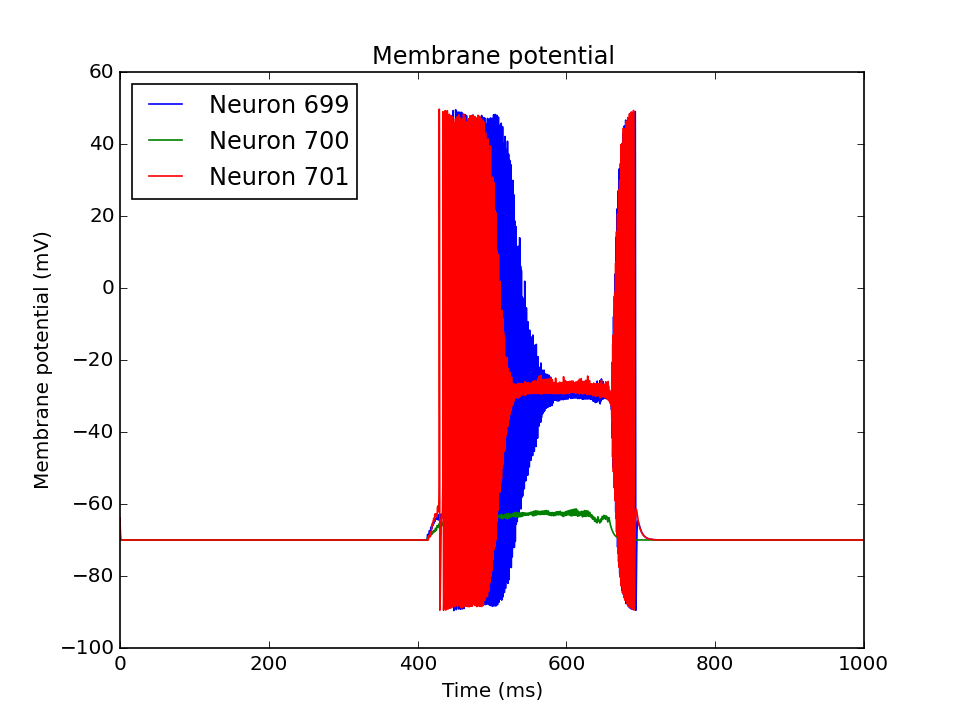 Membrane potential
60
40
20
0
−20
−40
−60
−80
−100
Membrane potential (mV)
Neuron 699
Neuron 700
Neuron 701
0 200 400 600 800 1000
Time (ms)